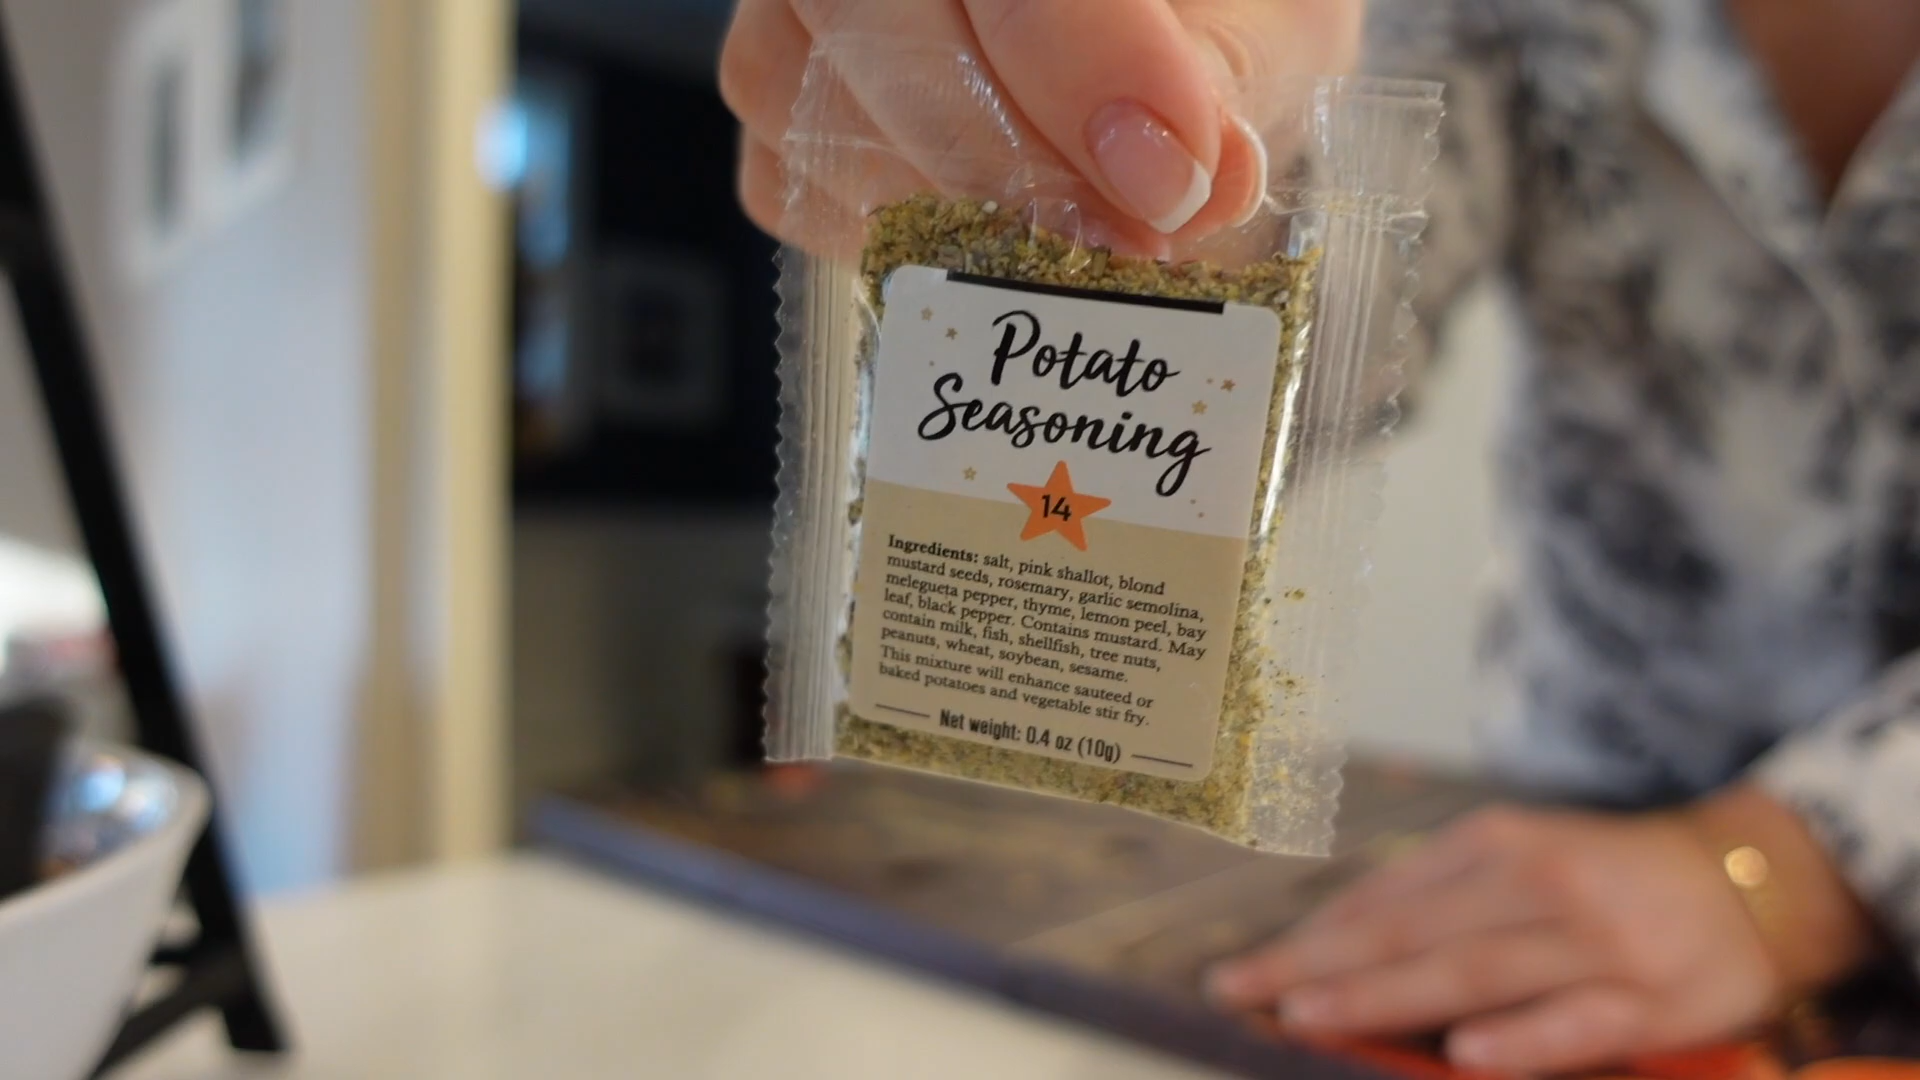 Potato
Seasoning
14
Ingredients: salt, pink shallot, blond
mustard seeds, rosemary, garlic semolina,
melegueta pepper, thyme, lemon peel, bay
leaf, black pepper. Contains mustard. May
contain milk, fish, shellfish, tree nuts,
peanuts, wheat, soybean, sesame.
This mixture will enhance sauteed or
baked potatoes and vegetable stir fry.
Net weight: 0.4 oz (10g)